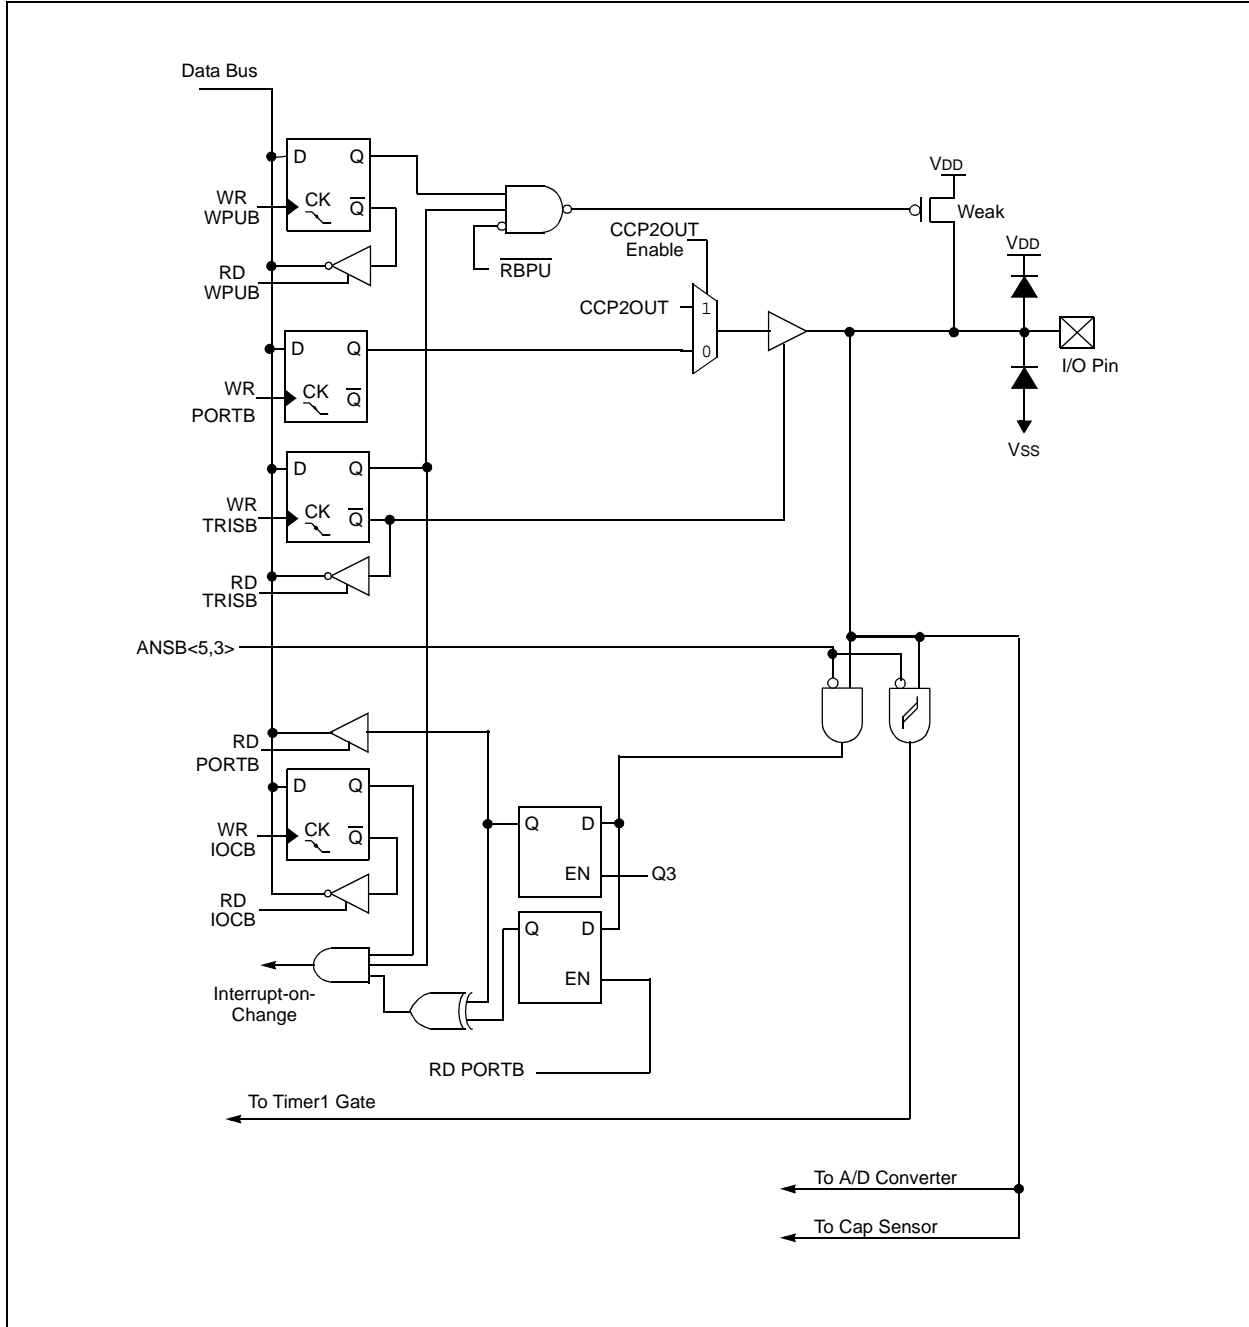 Data Bus
D Q
WR
WPUB
CK
Q̅
RD
WPUB
R̅B̅P̅U̅
CCP2OUT
Enable
CCP2OUT
1
0
VDD
Weak
VDD
I/O Pin
VSS
D Q
WR
PORTB
CK
Q̅
D Q
WR
TRISB
CK
Q̅
RD
TRISB
ANSB<5,3>
RD
PORTB
D Q
WR
IOCB
CK
Q̅
RD
IOCB
Q D
EN
Q3
Q D
EN
Interrupt-on-
Change
RD PORTB
To Timer1 Gate
To A/D Converter
To Cap Sensor